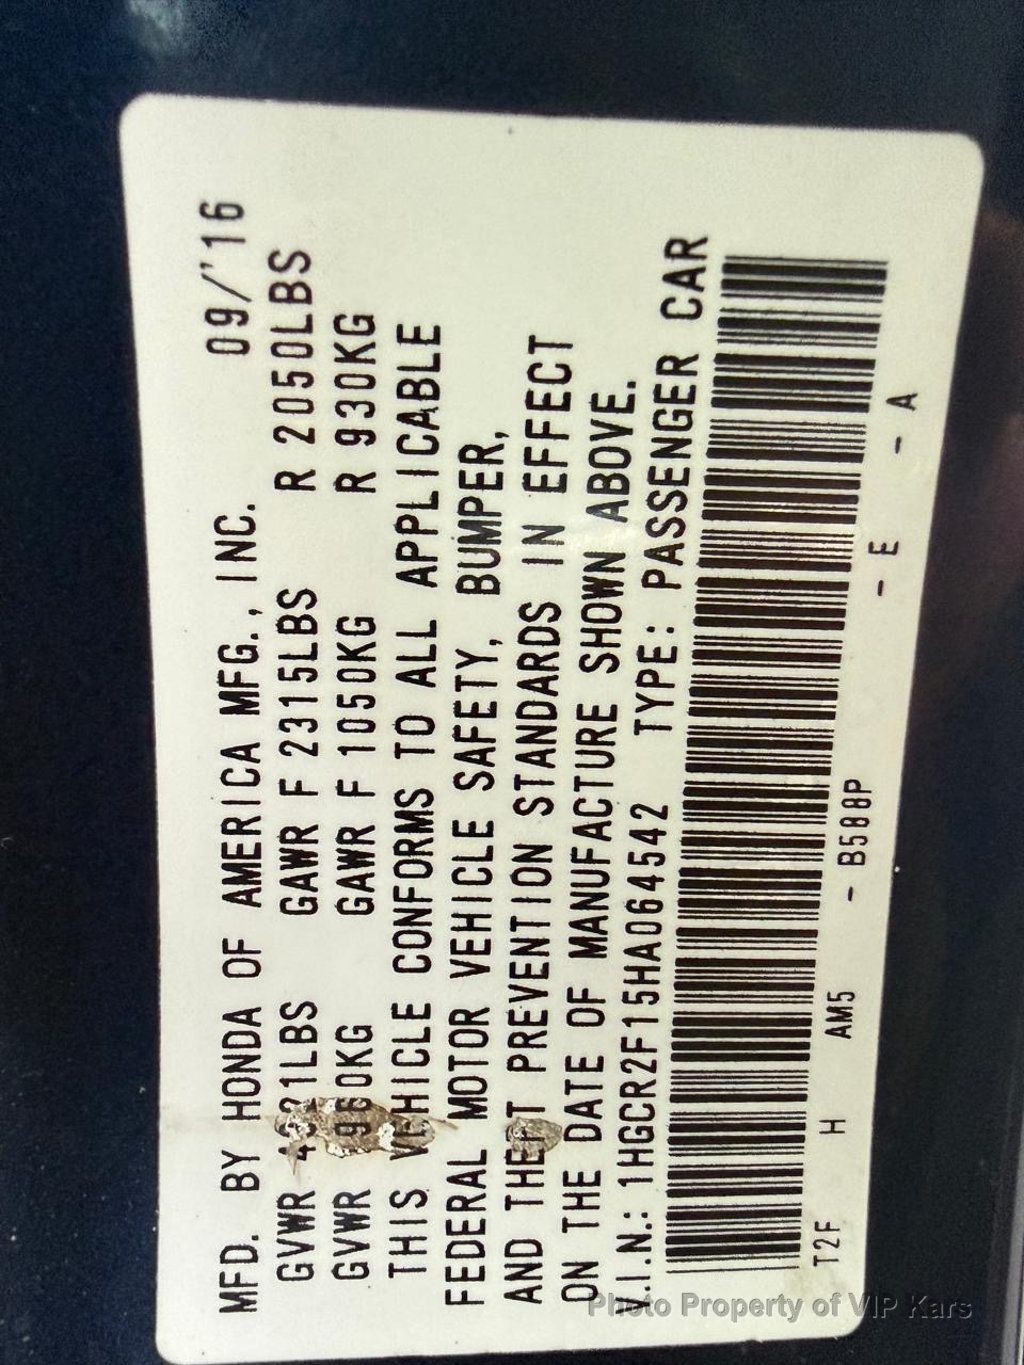 MFD. BY HONDA OF AMERICA MFG., INC. 09/'16
GVWR GAWR F 2315LBS R 2050LBS
GVWR GAWR F 1050KG R 930KG
THIS VEHICLE CONFORMS TO ALL APPLICABLE
FEDERAL MOTOR VEHICLE SAFETY, BUMPER,
AND THEFT PREVENTION STANDARDS IN EFFECT
ON THE DATE OF MANUFACTURE SHOWN ABOVE.
V.I.N.: 1HGCR2F15HA064542 TYPE: PASSENGER CAR
T2F H AM5 - B588P - E - A
Photo Property of VIP Kars